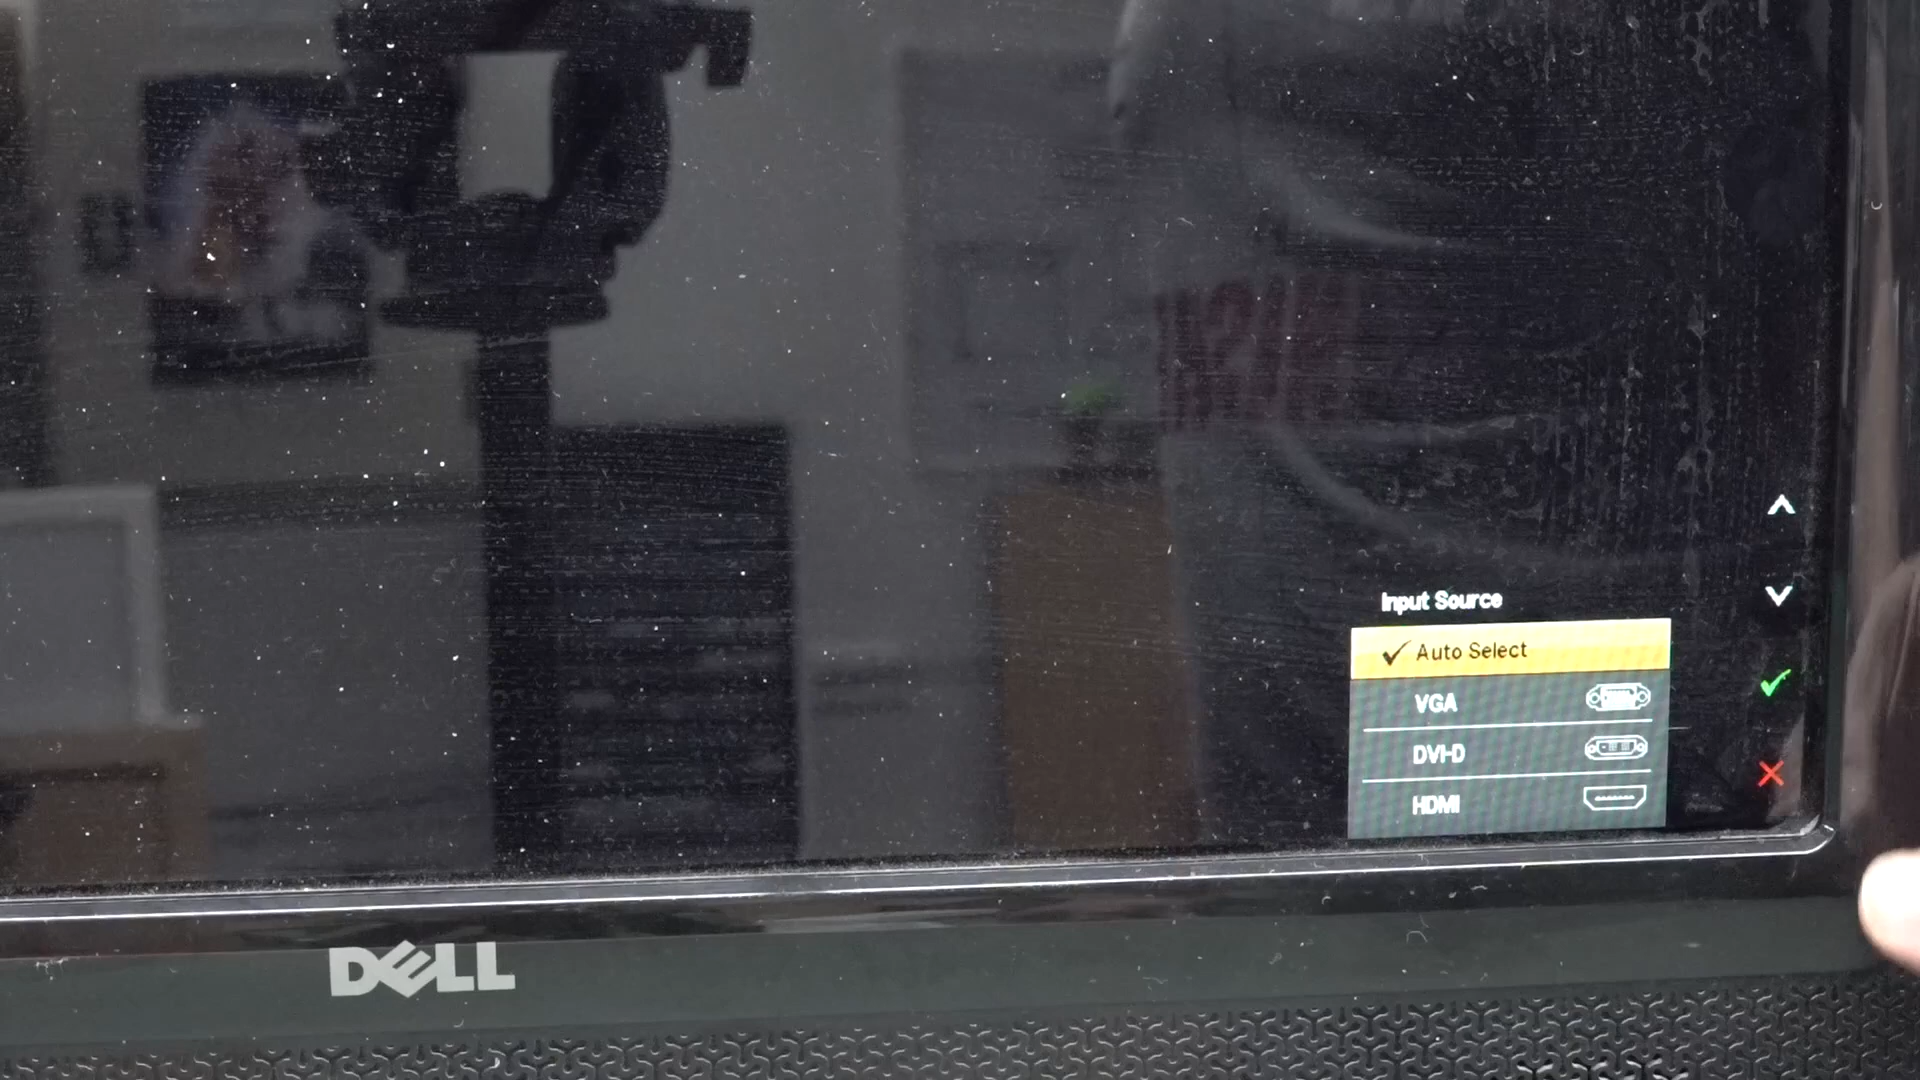 Input Source
Auto Select
VGA
DVI-D
HDMI
DELL